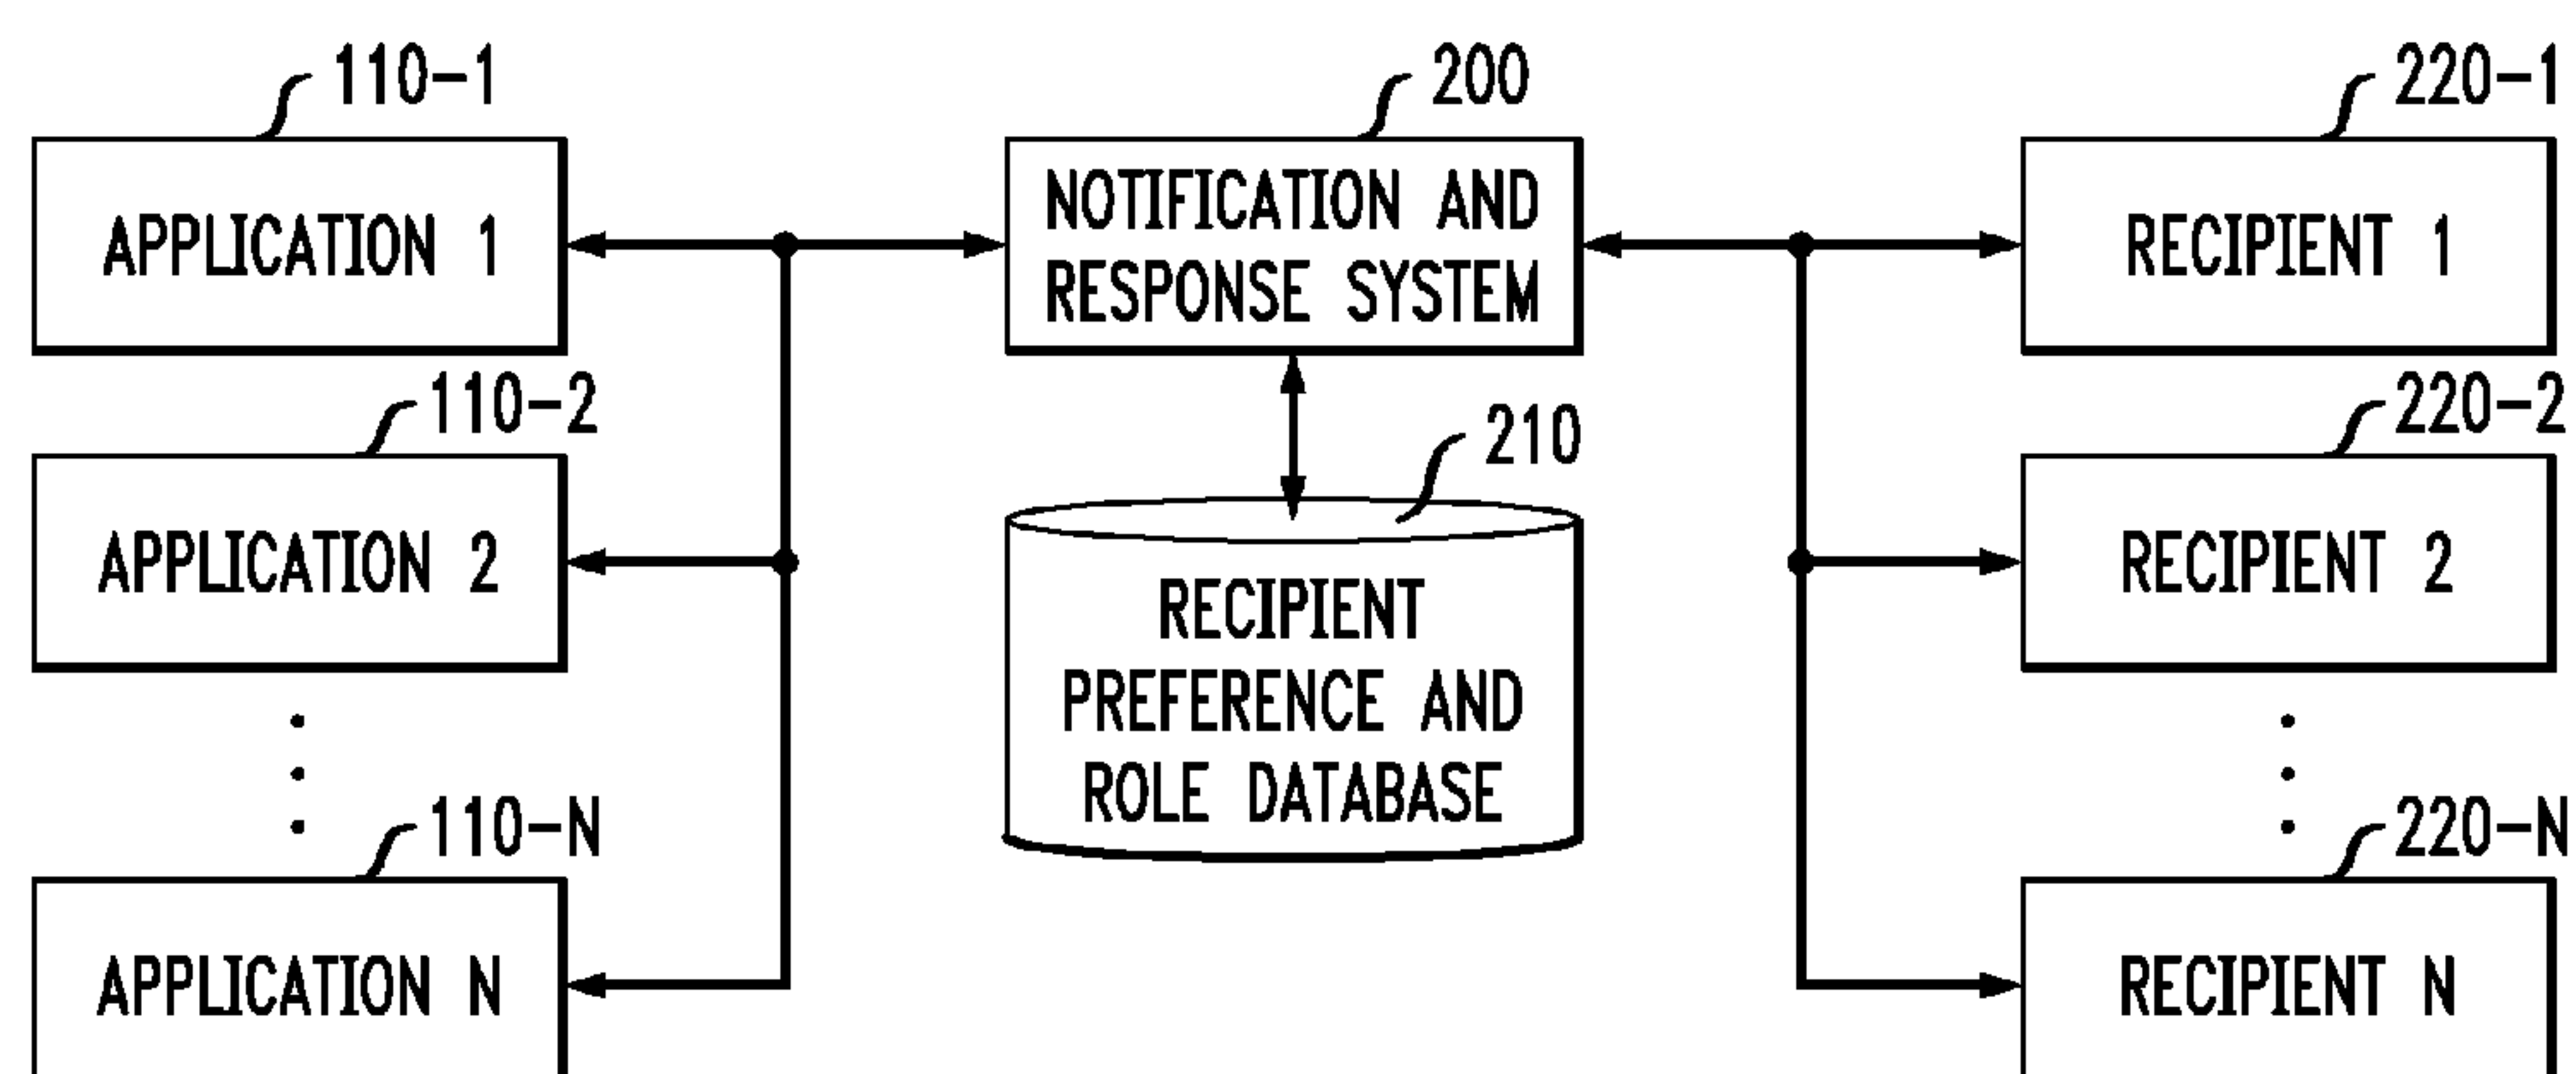 110-1
APPLICATION 1
110-2
APPLICATION 2
110-N
APPLICATION N
200
NOTIFICATION AND
RESPONSE SYSTEM
210
RECIPIENT
PREFERENCE AND
ROLE DATABASE
220-1
RECIPIENT 1
220-2
RECIPIENT 2
220-N
RECIPIENT N